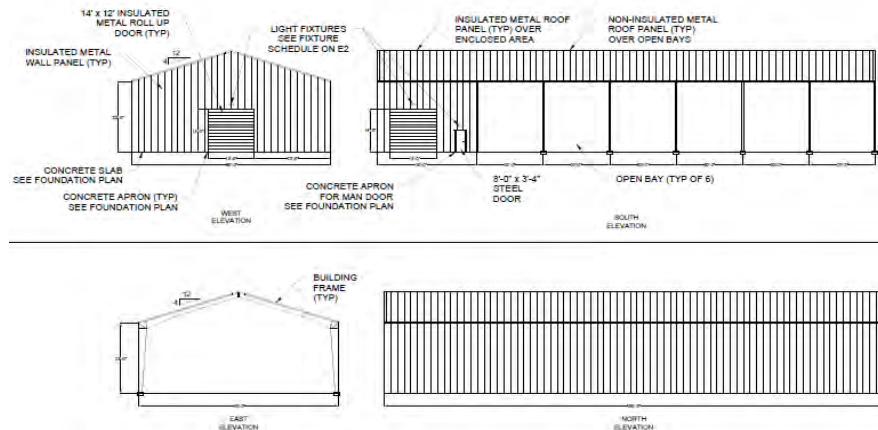 14' x 12' INSULATED
METAL ROLL UP
DOOR (TYP)
LIGHT FIXTURES
SEE FIXTURE
SCHEDULE ON E2
INSULATED METAL ROOF
PANEL (TYP) OVER
ENCLOSED AREA
NON-INSULATED METAL
ROOF PANEL (TYP)
OVER OPEN BAYS
INSULATED METAL
WALL PANEL (TYP)
12
4
CONCRETE SLAB
SEE FOUNDATION PLAN
CONCRETE APRON (TYP)
SEE FOUNDATION PLAN
WEST
ELEVATION
CONCRETE APRON
FOR MAN DOOR
SEE FOUNDATION PLAN
8'-0" x 3'-4"
STEEL
DOOR
OPEN BAY (TYP OF 6)
SOUTH
ELEVATION
BUILDING
FRAME
(TYP)
12
4
EAST
ELEVATION
NORTH
ELEVATION